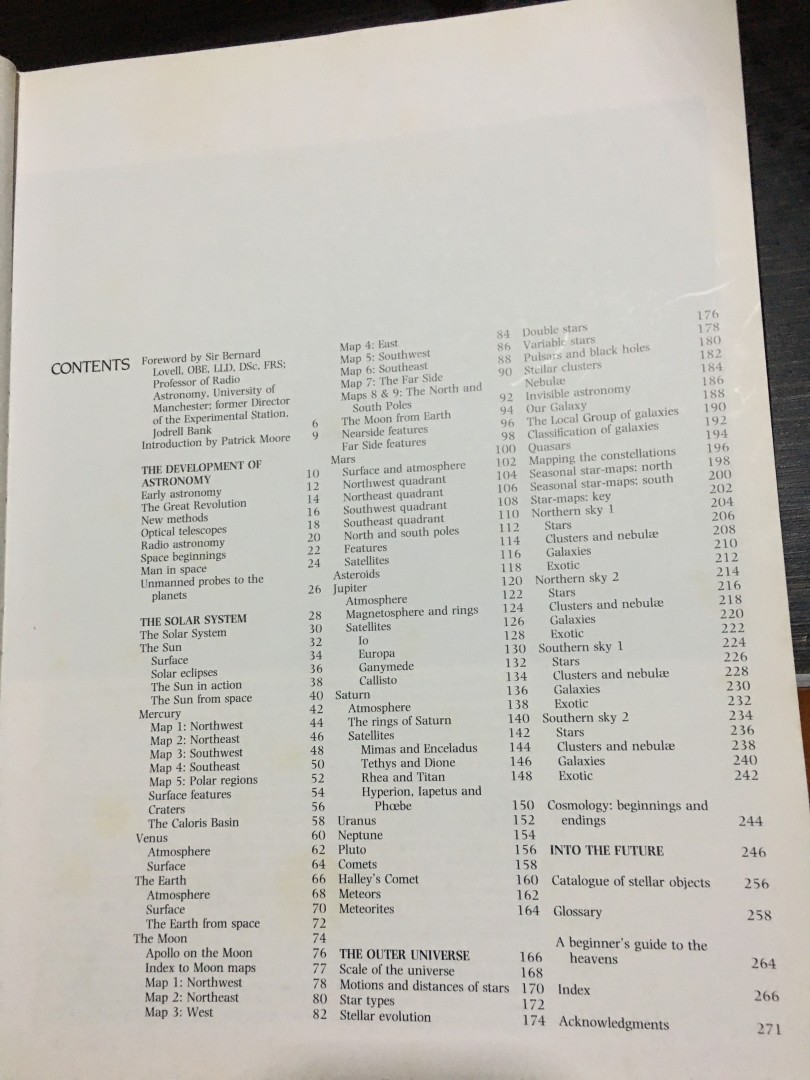 CONTENTS
Foreword by Sir Bernard
Lovell, OBE, LLD, DSc, FRS;
Professor of Radio
Astronomy, University of
Manchester; former Director
of the Experimental Station,
Jodrell Bank 6
Introduction by Patrick Moore 9
THE DEVELOPMENT OF
ASTRONOMY 10
Early astronomy 12
The Great Revolution 14
New methods 16
Optical telescopes 18
Radio astronomy 20
Space beginnings 22
Man in space 24
Unmanned probes to the
planets 26
THE SOLAR SYSTEM 28
The Solar System 30
The Sun 32
Surface 34
Solar eclipses 36
The Sun in action 38
The Sun from space 40
Mercury 42
Map 1: Northwest 44
Map 2: Northeast 46
Map 3: Southwest 48
Map 4: Southeast 50
Map 5: Polar regions 52
Surface features 54
Craters 56
The Caloris Basin 58
Venus 60
Atmosphere 62
Surface 64
The Earth 66
Atmosphere 68
Surface 70
The Earth from space 72
The Moon 74
Apollo on the Moon 76
Index to Moon maps 77
Map 1: Northwest 78
Map 2: Northeast 80
Map 3: West 82
Map 4: East 84
Map 5: Southwest 86
Map 6: Southeast 88
Map 7: The Far Side 90
Maps 8 & 9: The North and
South Poles 92
The Moon from Earth 94
Nearside features 96
Far Side features 98
Mars 100
Surface and atmosphere 102
Northwest quadrant 104
Northeast quadrant 106
Southwest quadrant 108
Southeast quadrant 110
North and south poles 112
Features 114
Satellites 116
Asteroids 118
Jupiter 120
Atmosphere 122
Magnetosphere and rings 124
Satellites 126
Io 128
Europa 130
Ganymede 132
Callisto 134
Saturn 136
Atmosphere 138
The rings of Saturn 140
Satellites 142
Mimas and Enceladus 144
Tethys and Dione 146
Rhea and Titan 148
Hyperion, Iapetus and
Phœbe 150
Uranus 152
Neptune 154
Pluto 156
Comets 158
Halley's Comet 160
Meteors 162
Meteorites 164
THE OUTER UNIVERSE 166
Scale of the universe 168
Motions and distances of stars 170
Star types 172
Stellar evolution 174
Double stars 176
Variable stars 178
Pulsars and black holes 180
Stellar clusters 182
Nebulæ 184
Invisible astronomy 186
Our Galaxy 188
The Local Group of galaxies 190
Classification of galaxies 192
Quasars 194
Mapping the constellations 196
Seasonal star-maps: north 198
Seasonal star-maps: south 200
Star-maps: key 202
Northern sky 1 204
Stars 206
Clusters and nebulæ 208
Galaxies 210
Exotic 212
Northern sky 2 214
Stars 216
Clusters and nebulæ 218
Galaxies 220
Exotic 222
Southern sky 1 224
Stars 226
Clusters and nebulæ 228
Galaxies 230
Exotic 232
Southern sky 2 234
Stars 236
Clusters and nebulæ 238
Galaxies 240
Exotic 242
Cosmology: beginnings and
endings 244
INTO THE FUTURE 246
Catalogue of stellar objects 256
Glossary 258
A beginner's guide to the
heavens 264
Index 266
Acknowledgments 271